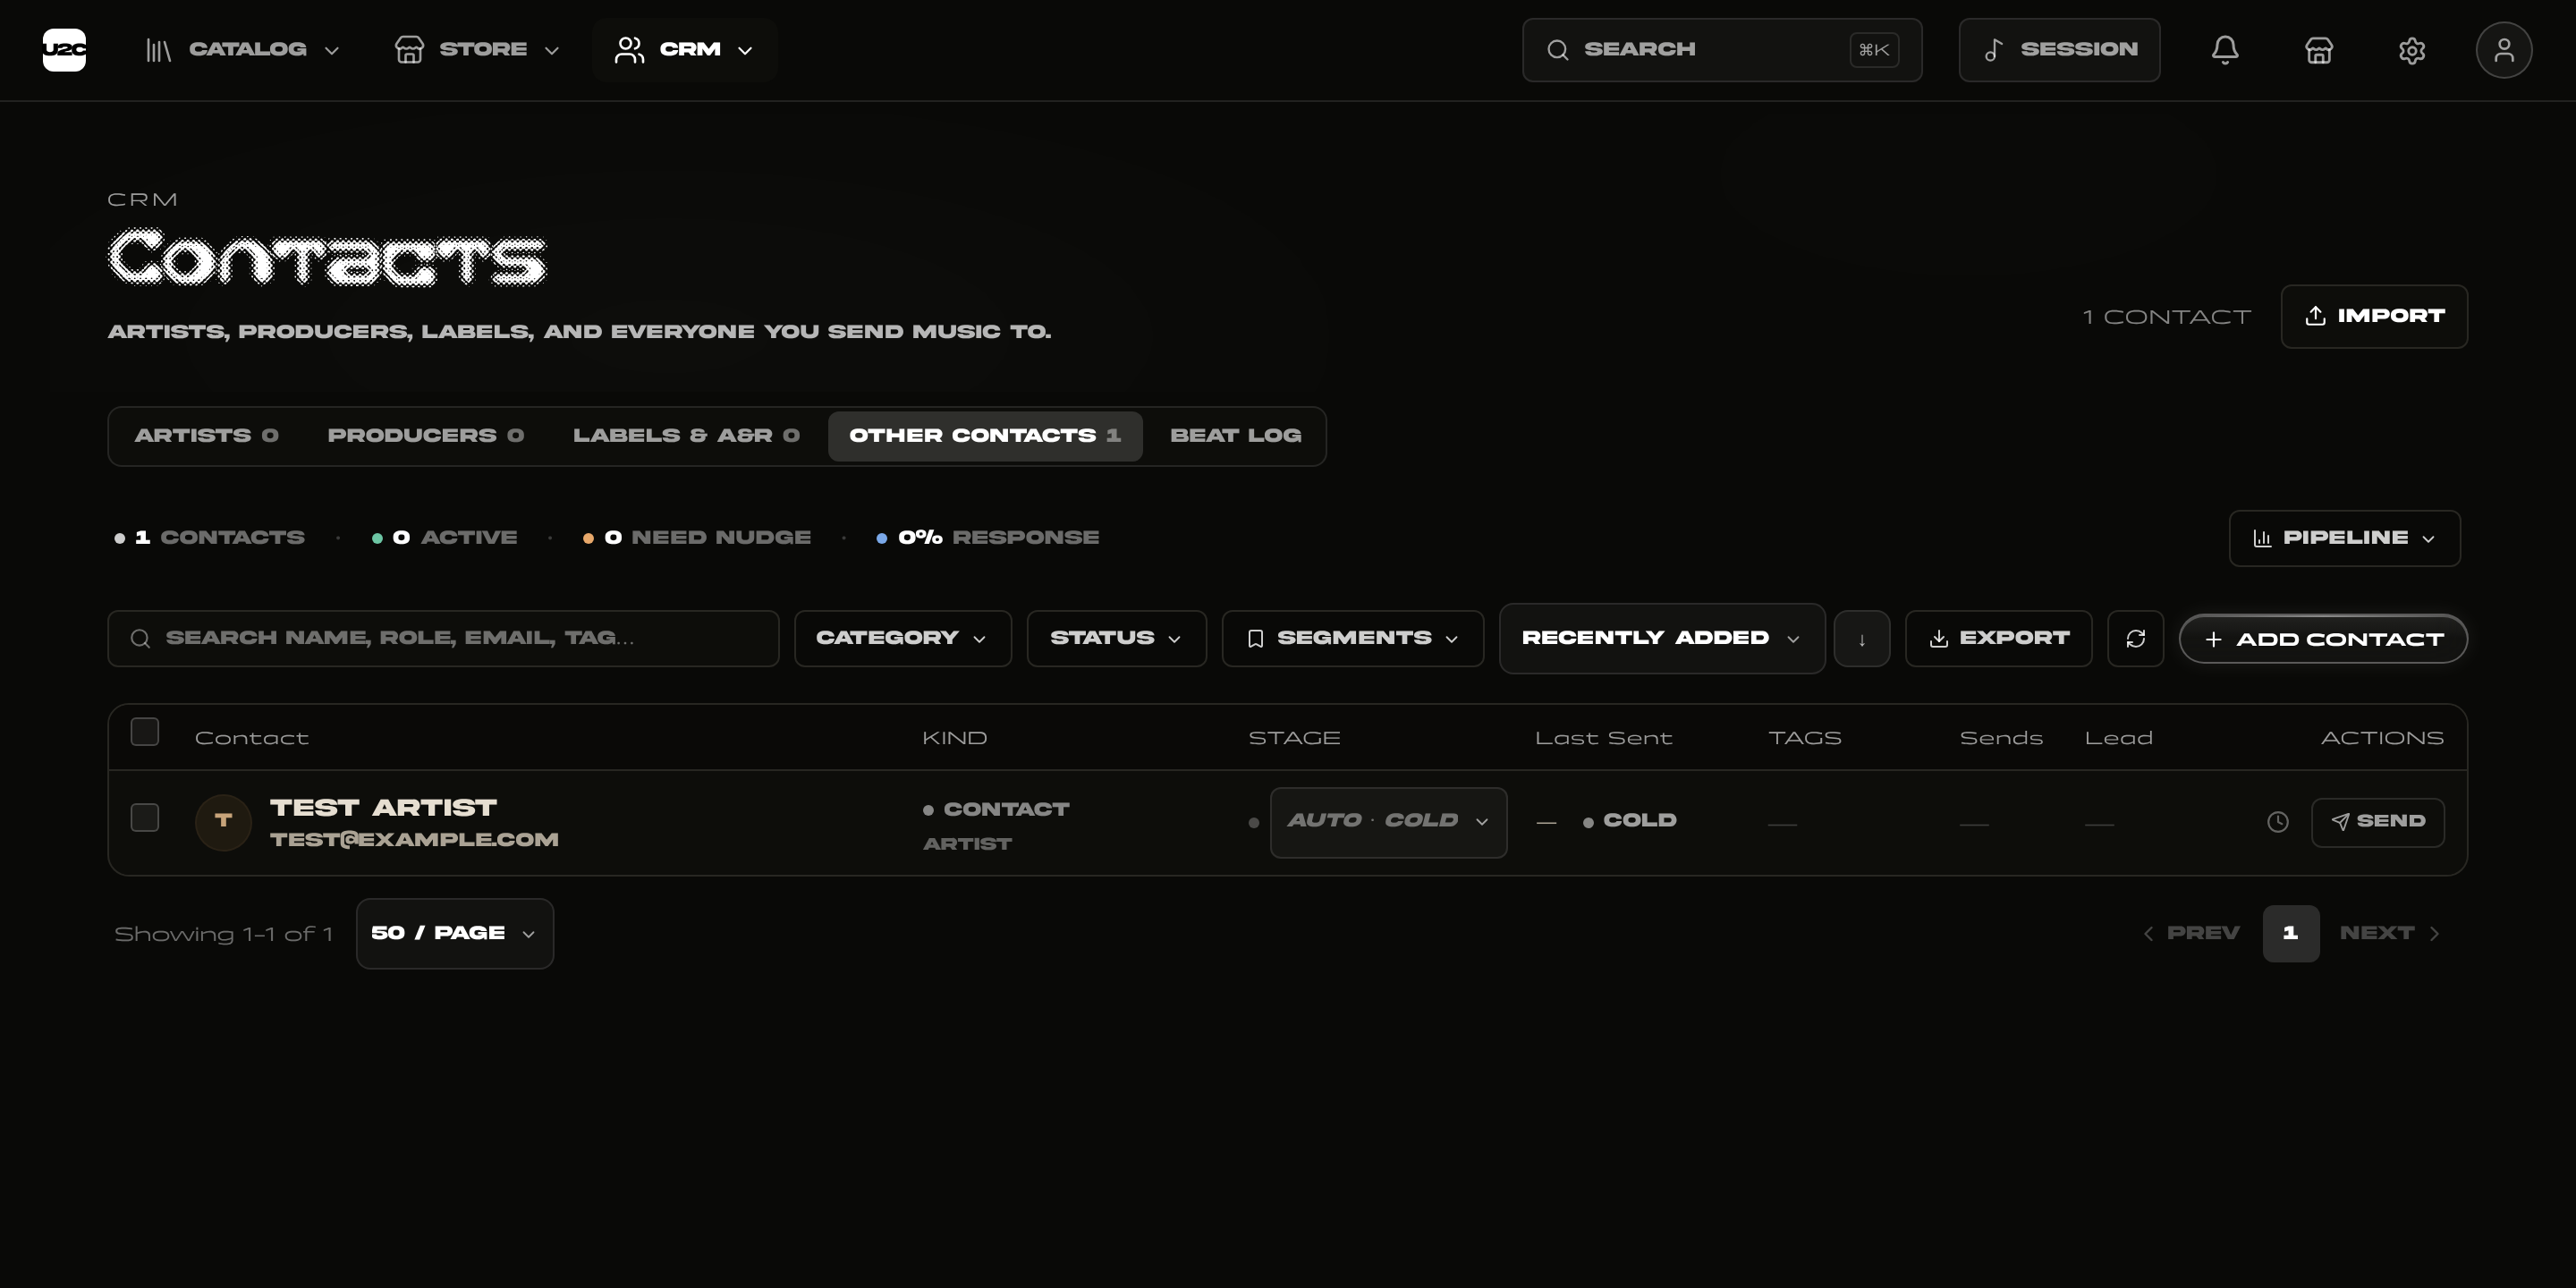 U2C CATALOG STORE CRM SEARCH ⌘K SESSION
CRM
Contacts
ARTISTS, PRODUCERS, LABELS, AND EVERYONE YOU SEND MUSIC TO.
1 CONTACT IMPORT
ARTISTS 0 PRODUCERS 0 LABELS & A&R 0 OTHER CONTACTS 1 BEAT LOG
1 CONTACTS · 0 ACTIVE · 0 NEED NUDGE · 0% RESPONSE PIPELINE
SEARCH NAME, ROLE, EMAIL, TAG... CATEGORY STATUS SEGMENTS RECENTLY ADDED ↓ EXPORT + ADD CONTACT
Contact KIND STAGE Last Sent TAGS Sends Lead ACTIONS
T TEST ARTIST CONTACT AUTO · COLD — COLD — — — SEND
TEST@EXAMPLE.COM ARTIST
Showing 1-1 of 1 50 / PAGE PREV 1 NEXT